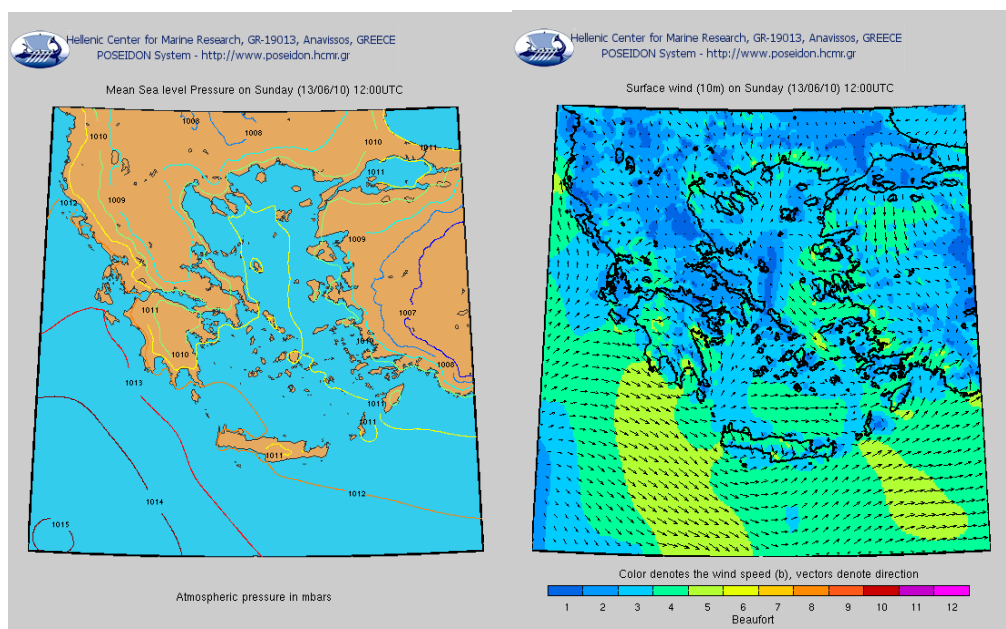 Hellenic Center for Marine Research, GR-19013, Anavissos, GREECE
POSEIDON System - http://www.poseidon.hcmr.gr
Mean Sea level Pressure on Sunday (13/06/10) 12:00UTC
1008
1008
1010
1010
1011
1011
1012
1009
1009
1007
1011
1010
1010
1008
1013
1011
1011
1011
1012
1014
1015
Atmospheric pressure in mbars
Hellenic Center for Marine Research, GR-19013, Anavissos, GREECE
POSEIDON System - http://www.poseidon.hcmr.gr
Surface wind (10m) on Sunday (13/06/10) 12:00UTC
Color denotes the wind speed (b), vectors denote direction
1 2 3 4 5 6 7 8 9 10 11 12
Beaufort